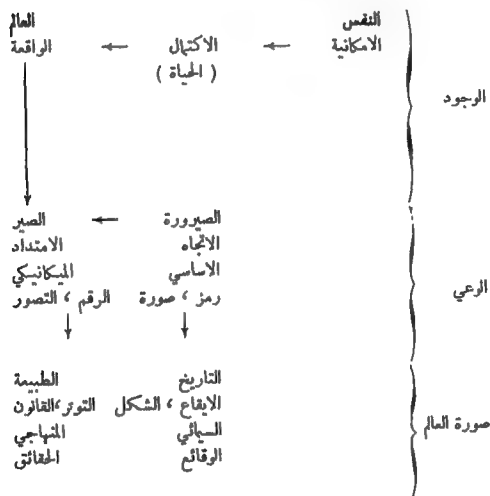 النفس العالم
الامكانية ← الاكتمال ← الواقعة
( الحياة )
الوجود
الصيرورة ← الصير
الاتجاه الامتداد
الاساسي الميكانيكي
رمز ، صورة الرقم ، التصور
الوعي
التاريخ الطبيعة
الايقاع ، الشكل التوتر،القانون
السيائي المنهاجي
الوقائع الحقائق
صورة العالم